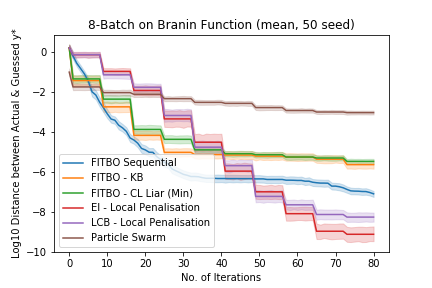 8-Batch on Branin Function (mean, 50 seed)
Log10 Distance between Actual & Guessed y*
0
−2
−4
−6
−8
−10
FITBO Sequential
FITBO - KB
FITBO - CL Liar (Min)
EI - Local Penalisation
LCB - Local Penalisation
Particle Swarm
0 10 20 30 40 50 60 70 80
No. of Iterations